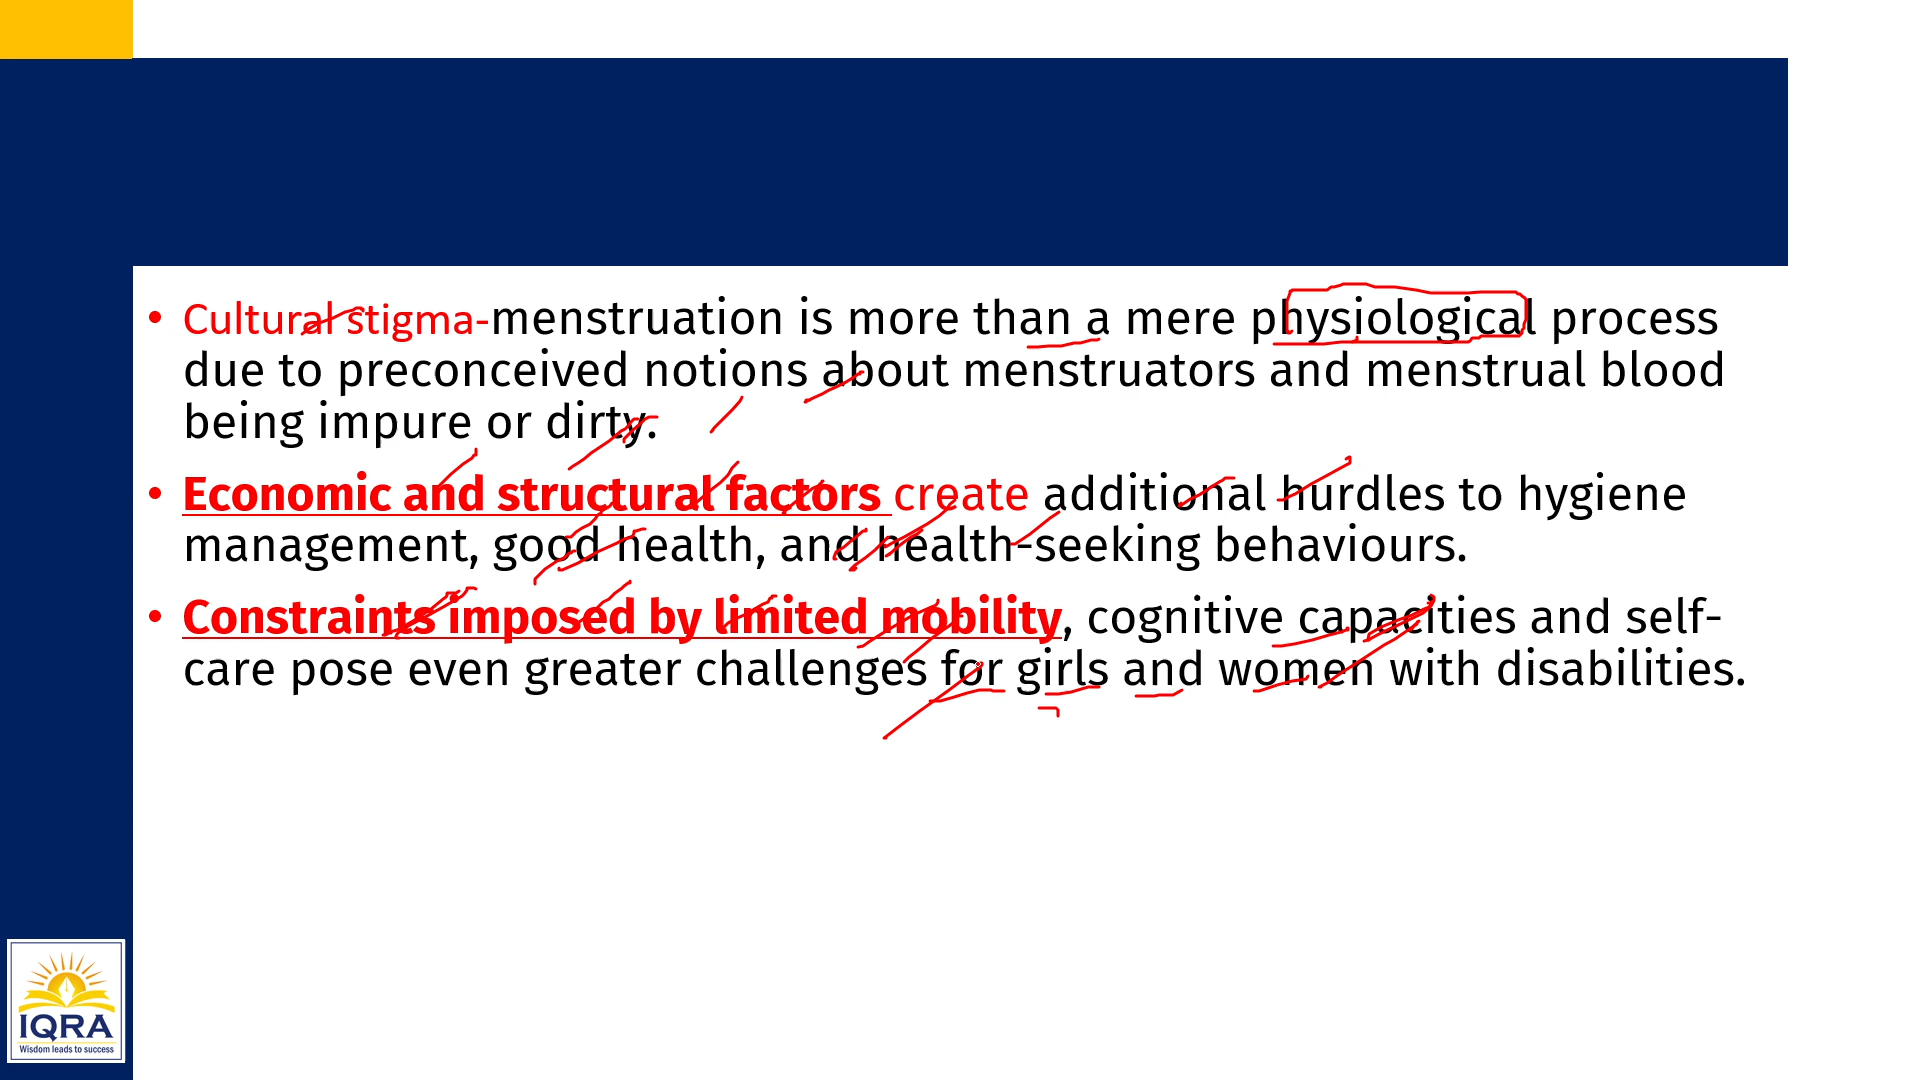 • Cultural stigma-menstruation is more than a mere physiological process
due to preconceived notions about menstruators and menstrual blood
being impure or dirty.
• Economic and structural factors create additional hurdles to hygiene
management, good health, and health-seeking behaviours.
• Constraints imposed by limited mobility, cognitive capacities and self-
care pose even greater challenges for girls and women with disabilities.
IQRA
Wisdom leads to success